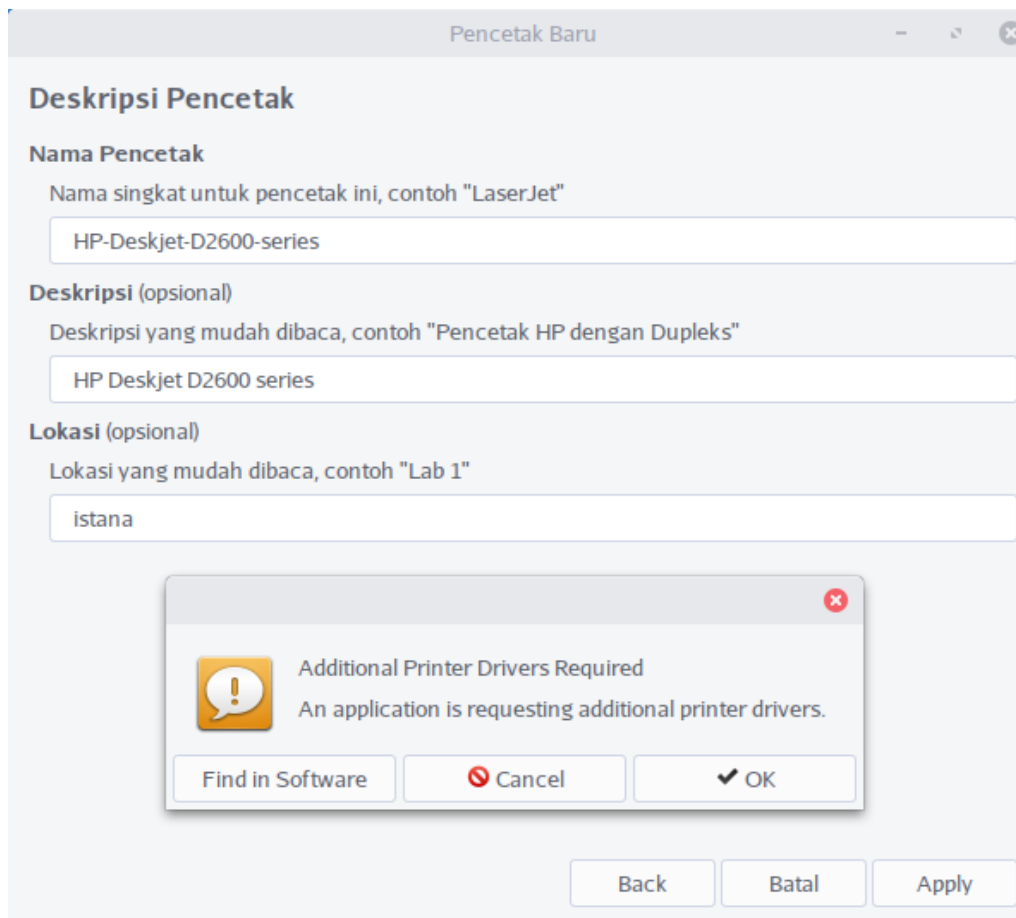 Pencetak Baru
Deskripsi Pencetak
Nama Pencetak
Nama singkat untuk pencetak ini, contoh "LaserJet"
HP-Deskjet-D2600-series
Deskripsi (opsional)
Deskripsi yang mudah dibaca, contoh "Pencetak HP dengan Dupleks"
HP Deskjet D2600 series
Lokasi (opsional)
Lokasi yang mudah dibaca, contoh "Lab 1"
istana
Additional Printer Drivers Required
An application is requesting additional printer drivers.
Find in Software Cancel OK
Back Batal Apply